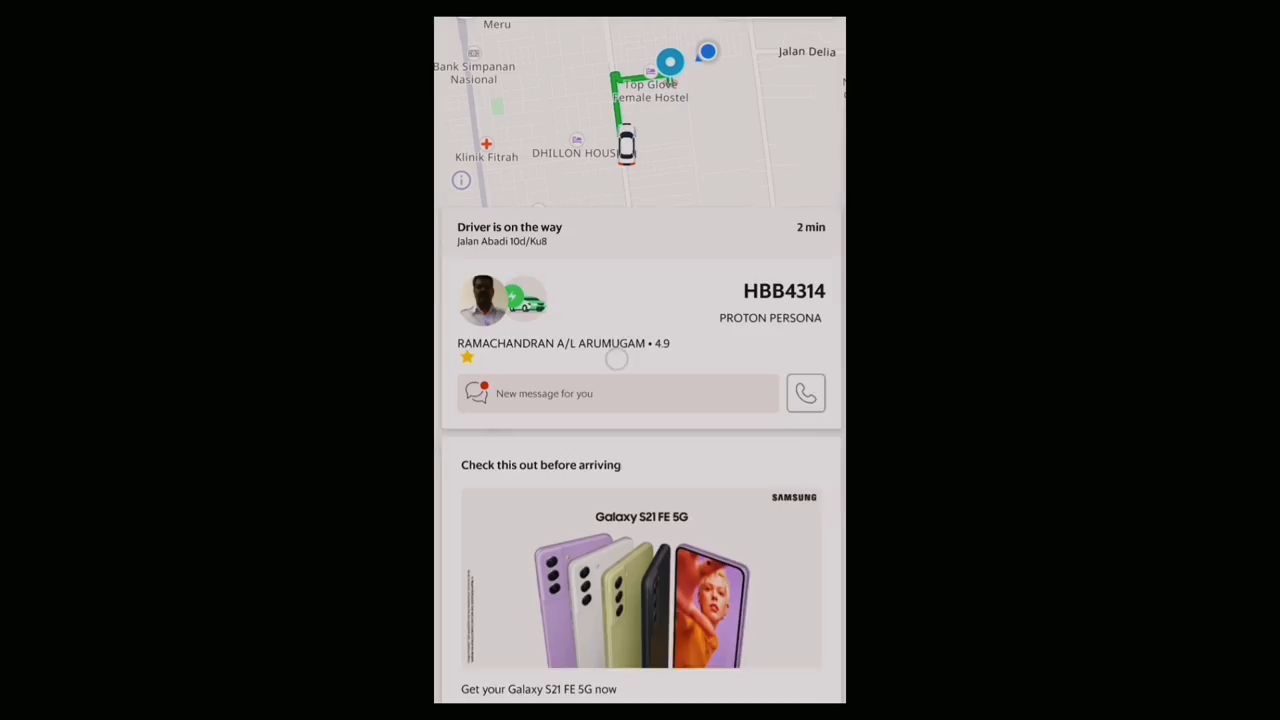 Meru
Jalan Delia
Bank Simpanan
Nasional
Top Glove
Female Hostel
DHILLON HOUS
Klinik Fitrah
Driver is on the way
2 min
Jalan Abadi 10d/Ku8
HBB4314
PROTON PERSONA
RAMACHANDRAN A/L ARUMUGAM • 4.9
New message for you
Check this out before arriving
SAMSUNG
Galaxy S21 FE 5G
Get your Galaxy S21 FE 5G now